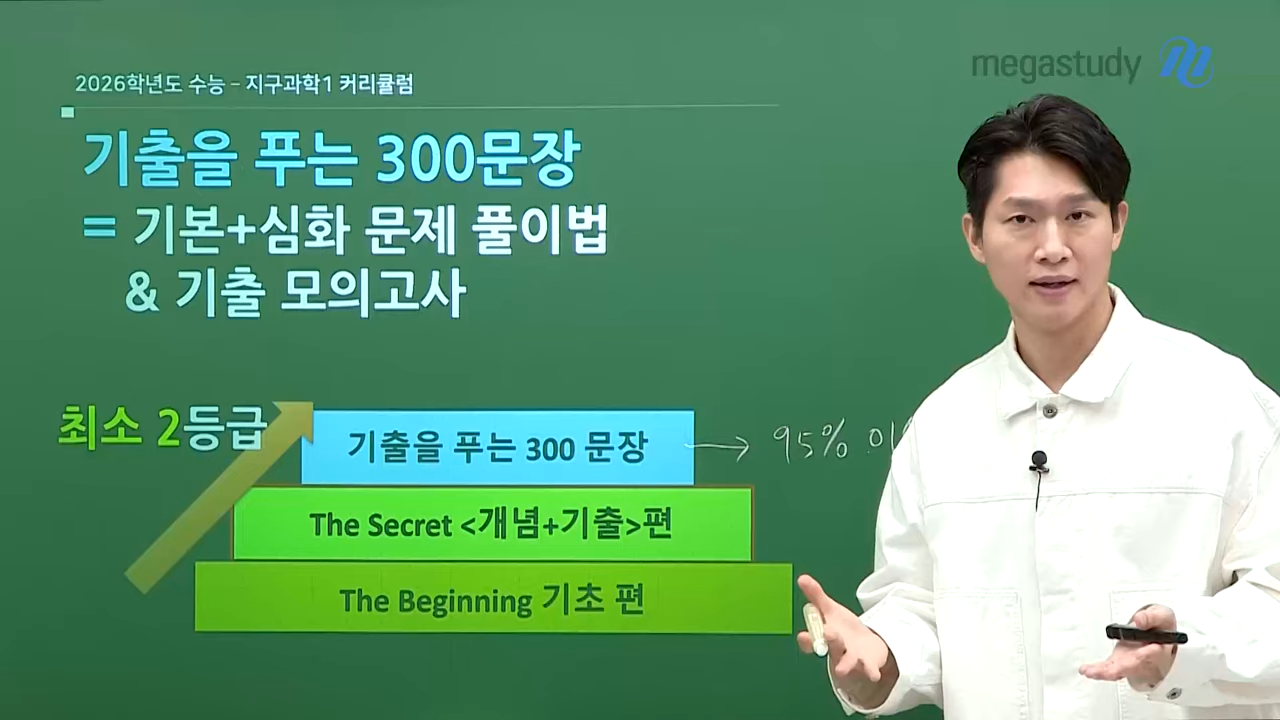 megastudy
2026학년도 수능 - 지구과학1 커리큘럼
기출을 푸는 300문장
= 기본+심화 문제 풀이법
& 기출 모의고사
최소 2등급
기출을 푸는 300 문장 → 95%
The Secret <개념+기출>편
The Beginning 기초 편